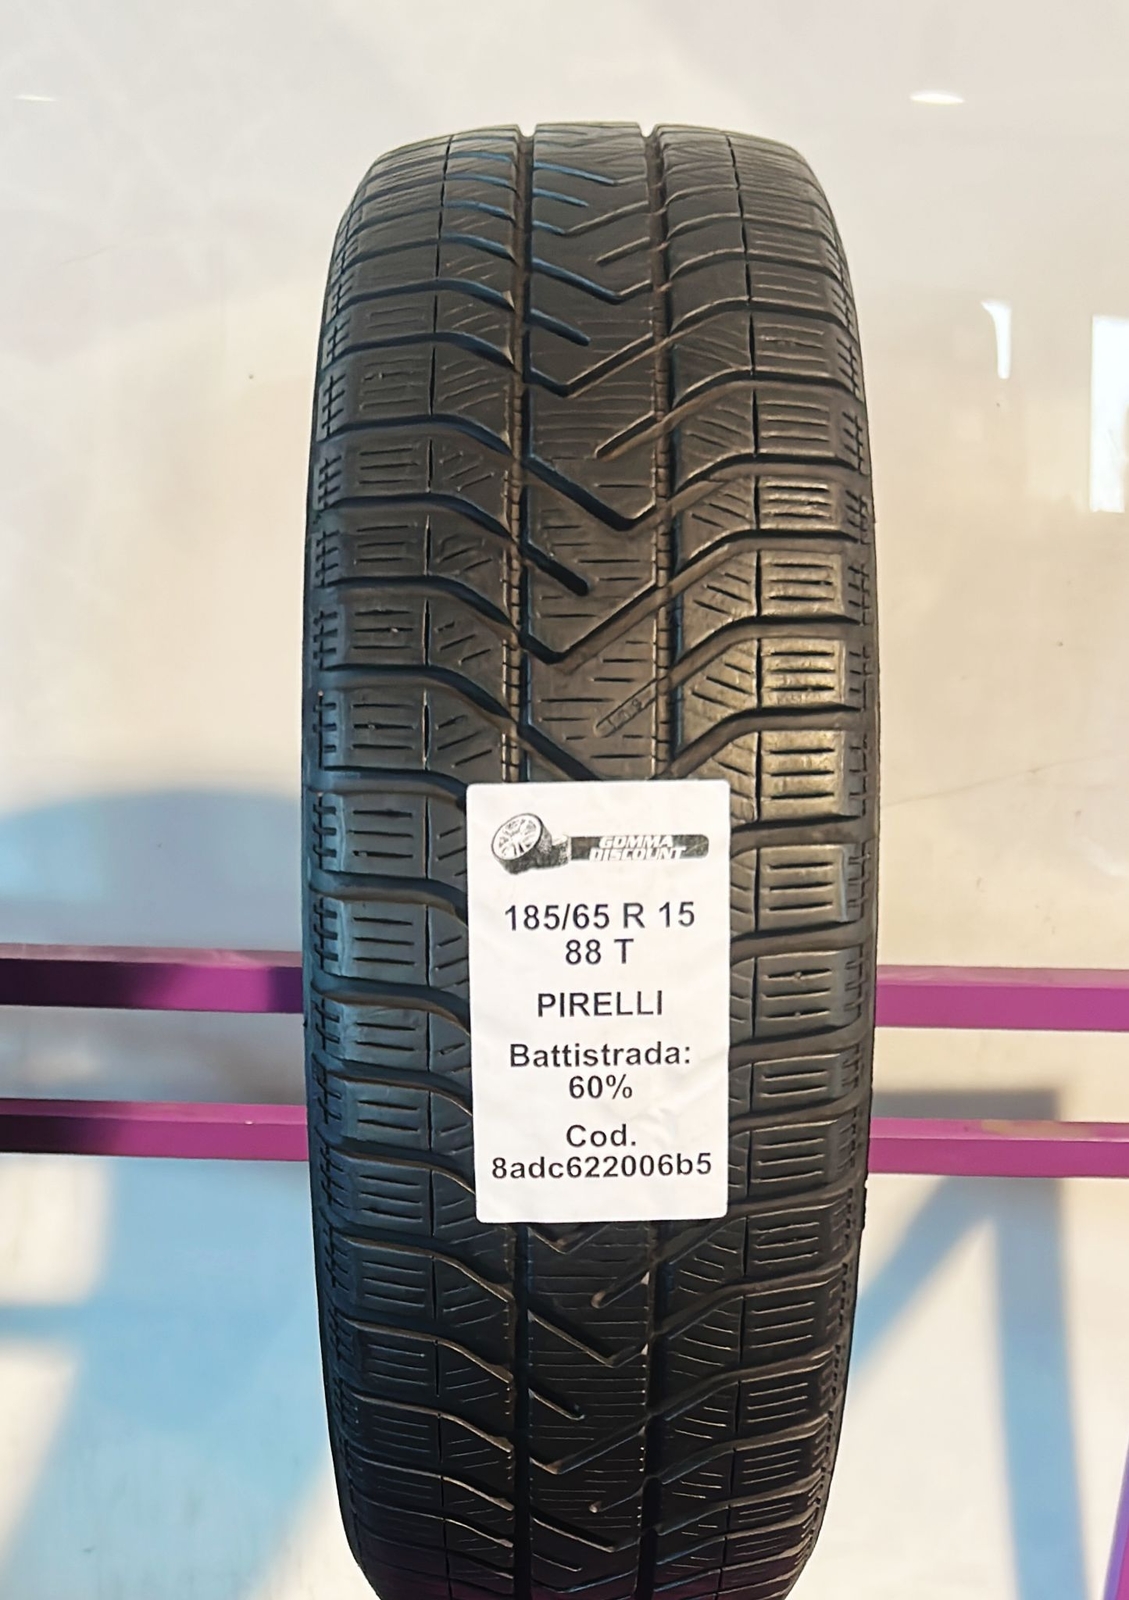 GOMMA
DISCOUNT
185/65 R 15
88 T
PIRELLI
Battistrada:
60%
Cod.
8adc622006b5